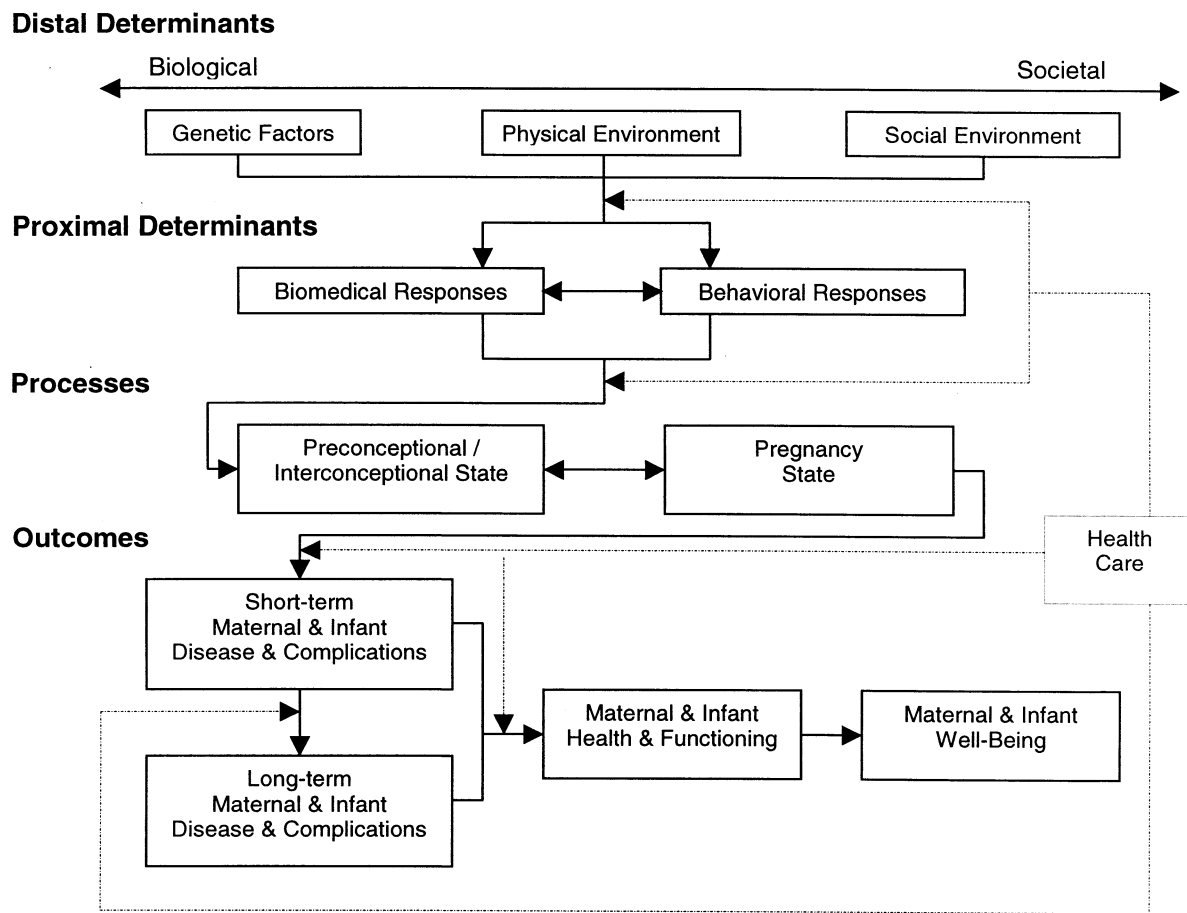 Distal Determinants
Biological
Societal
Genetic Factors
Physical Environment
Social Environment
Proximal Determinants
Biomedical Responses
Behavioral Responses
Processes
Preconceptional /
Interconceptional State
Pregnancy
State
Outcomes
Health
Care
Short-term
Maternal & Infant
Disease & Complications
Maternal & Infant
Health & Functioning
Maternal & Infant
Well-Being
Long-term
Maternal & Infant
Disease & Complications